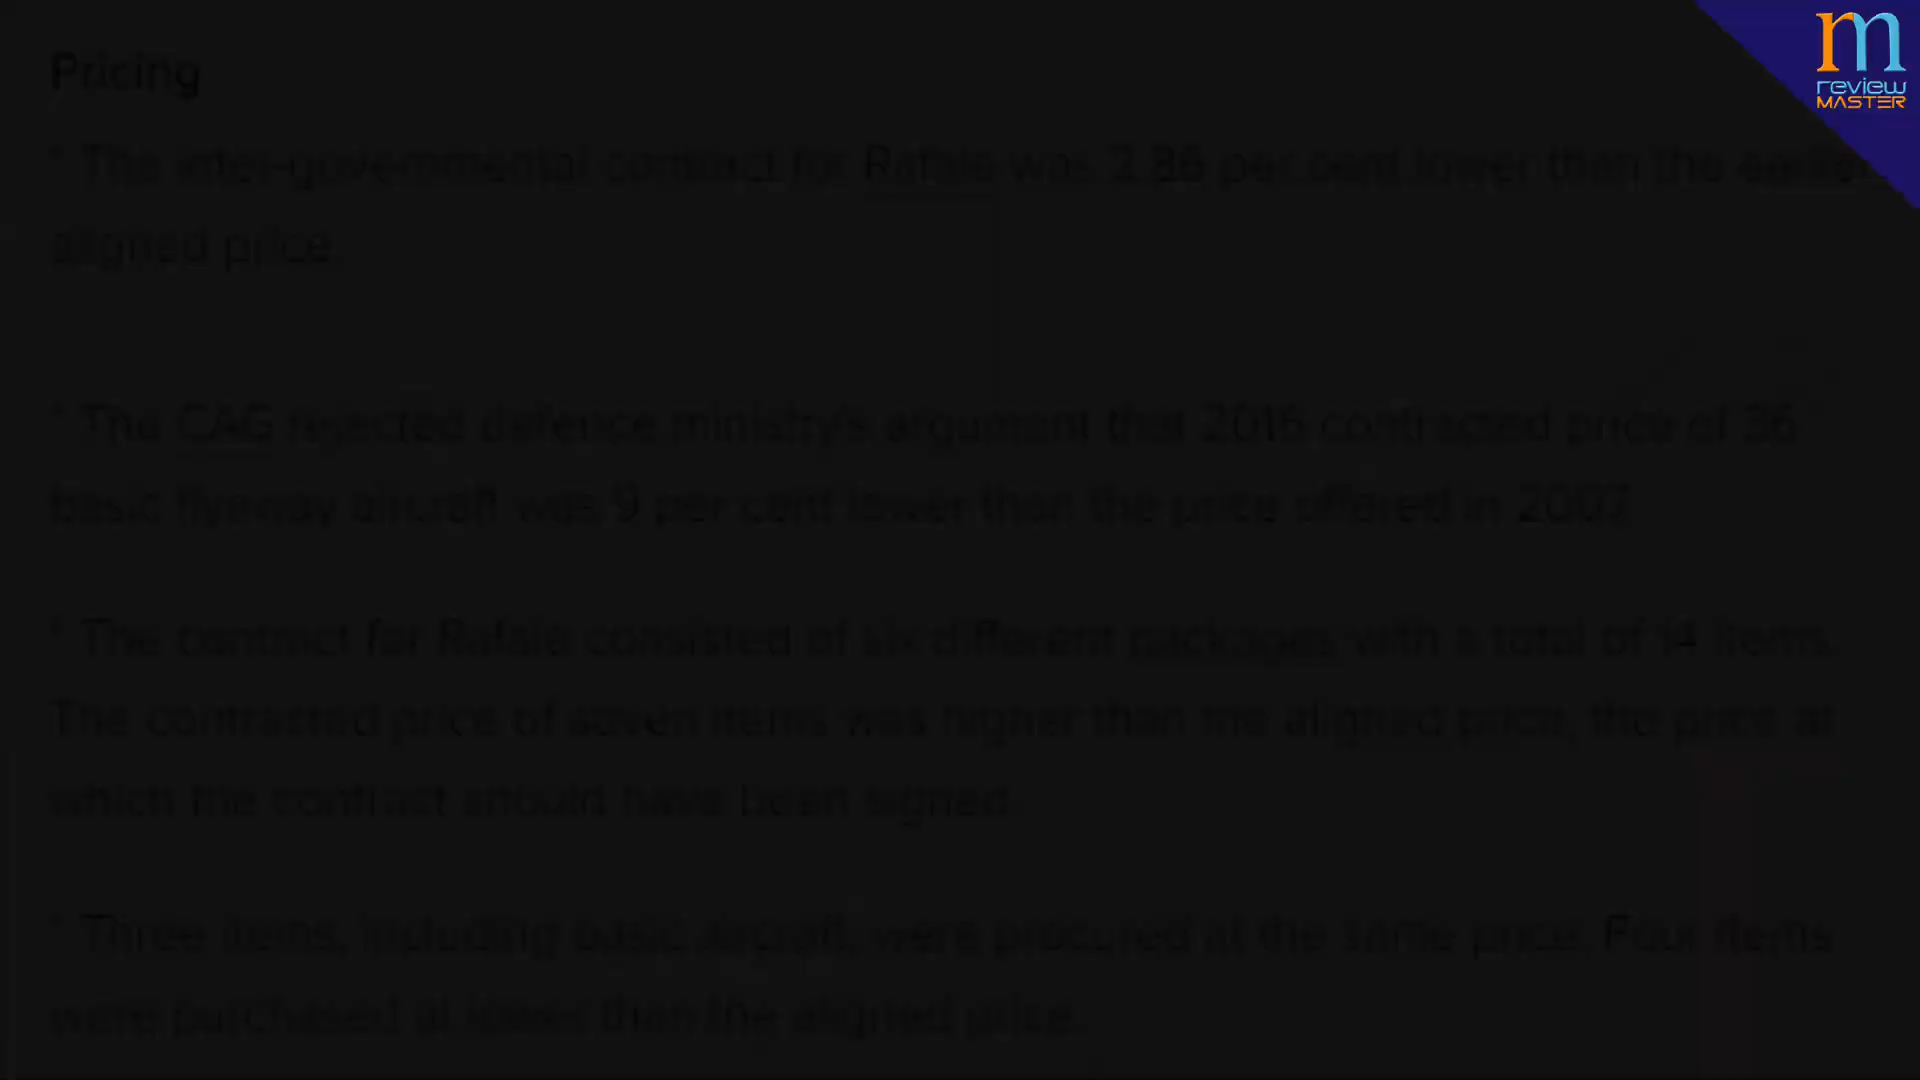 Pricing
* The inter-governmental contract for Rafale was 2.86 per cent lower than the earlier
aligned price.
* The CAG rejected defence ministry's argument that 2016 contracted price of 36
basic flyaway aircraft was 9 per cent lower than the price offered in 2007
* The contract for Rafale consisted of six different packages with a total of 14 items.
The contracted price of seven items was higher than the aligned price, the price at
which the contract should have been signed.
* Three items, including basic aircraft, were procured at the same price. Four items
were purchased at lower than the aligned price.
m
review
MASTER